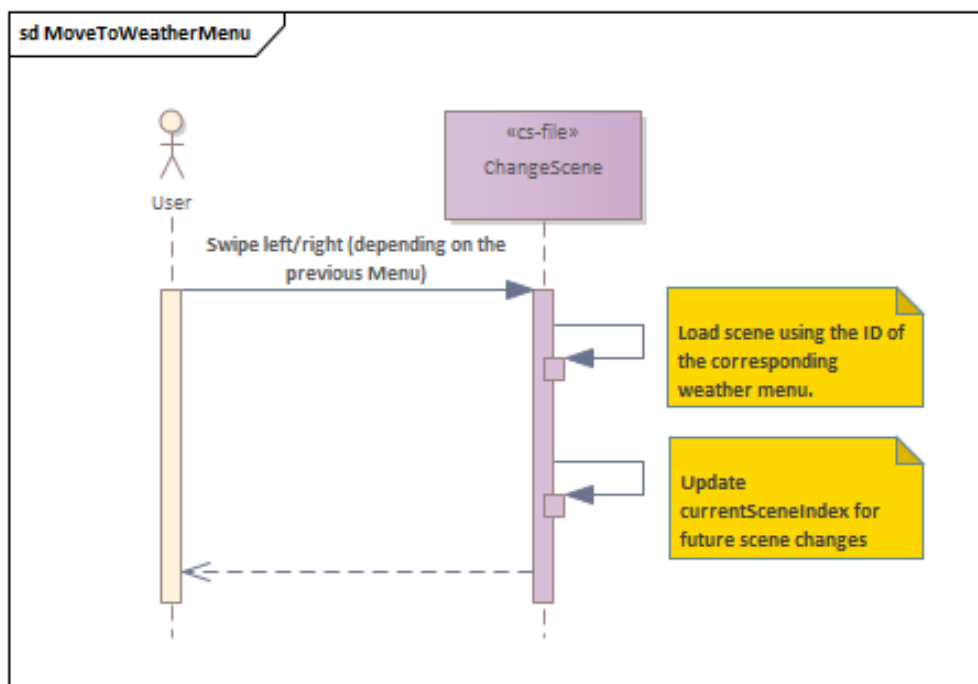 sd MoveToWeatherMenu
«cs-file»
ChangeScene
User
Swipe left/right (depending on the
previous Menu)
Load scene using the ID of
the corresponding
weather menu.
Update
currentSceneIndex for
future scene changes